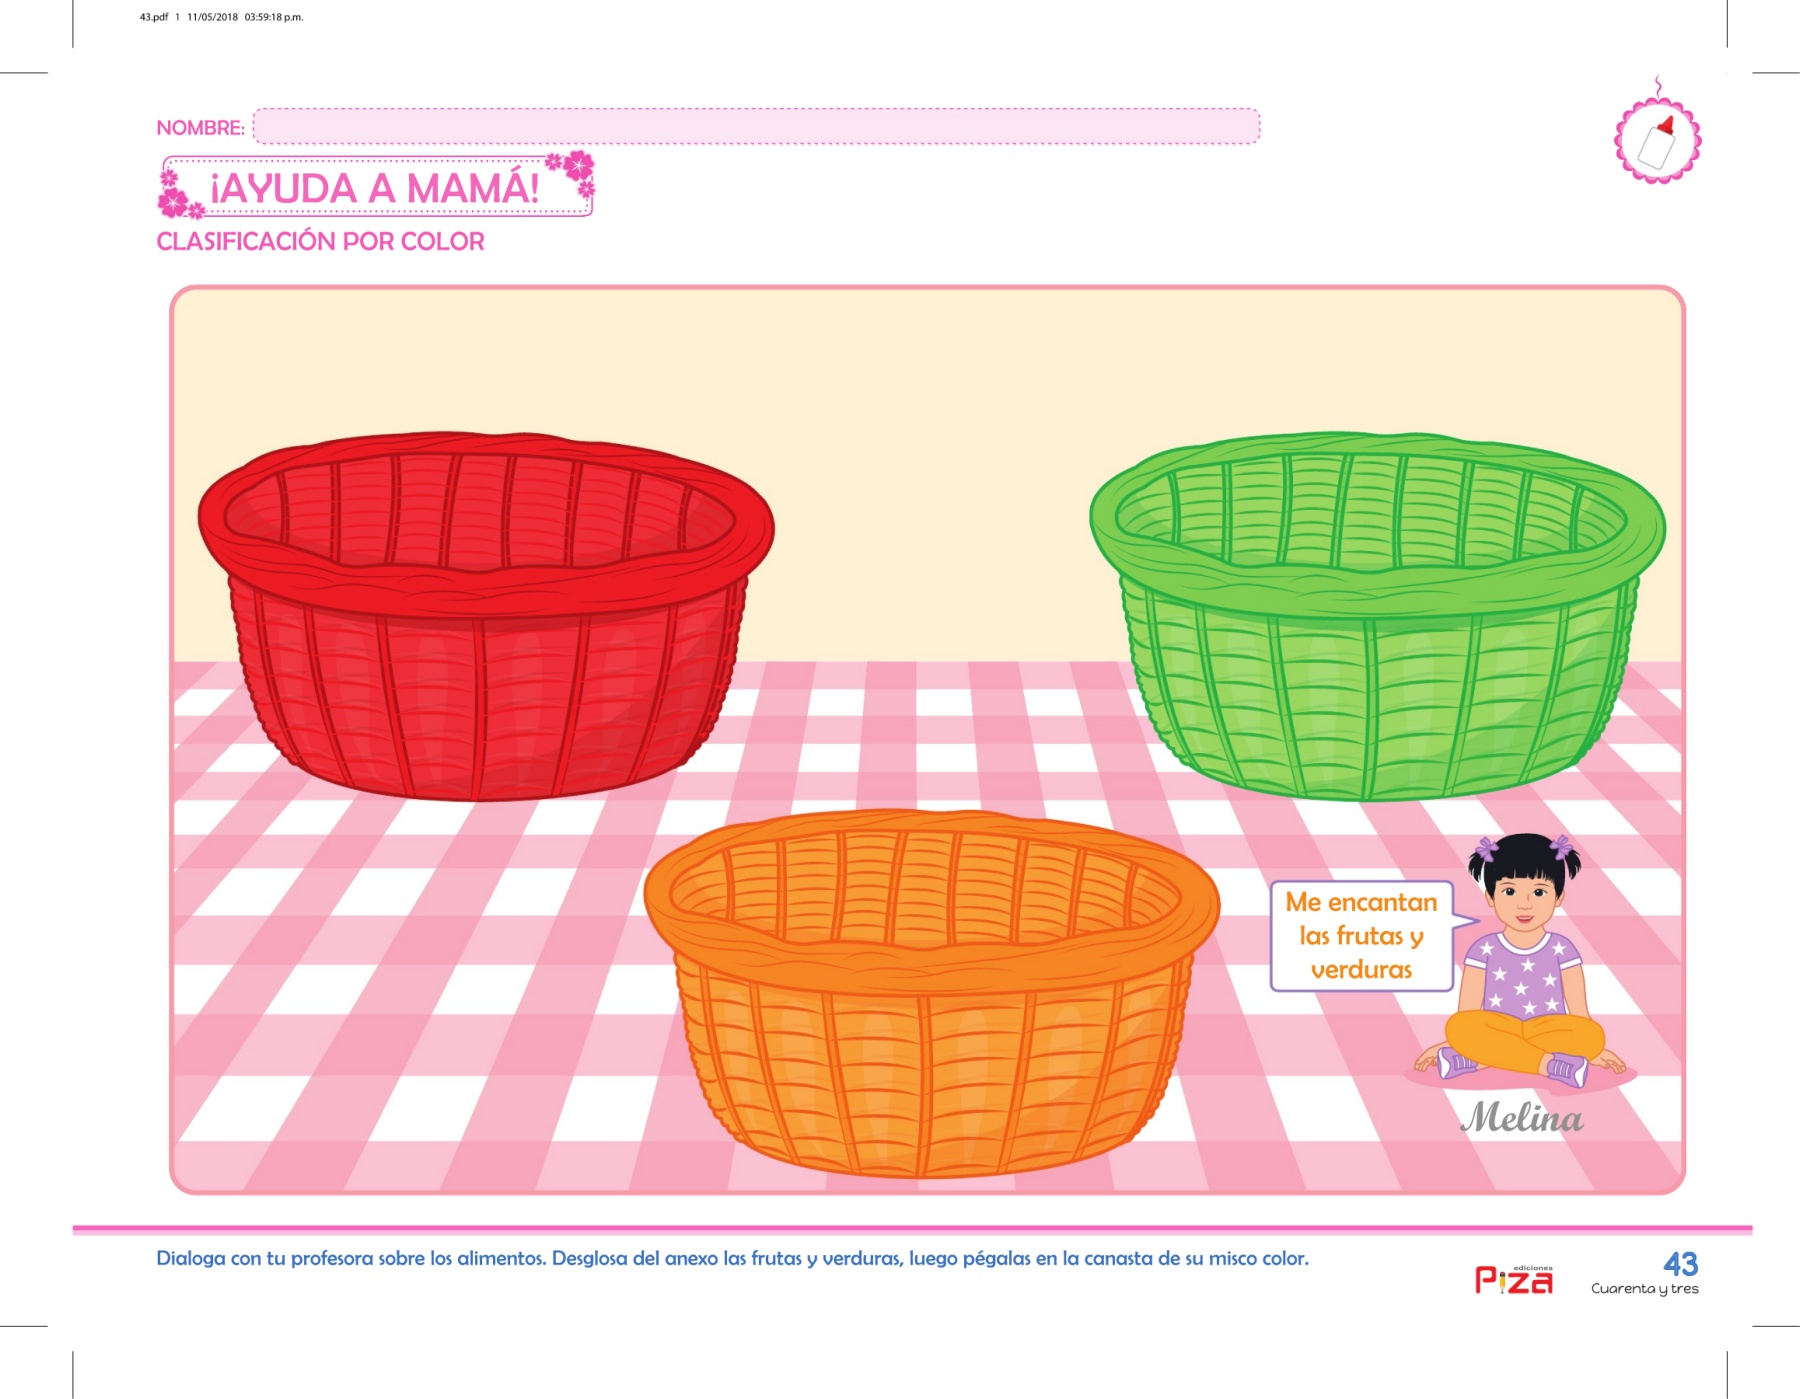 43.pdf 1 11/05/2018 03:59:18 p.m.
NOMBRE:
¡AYUDA A MAMÁ!
CLASIFICACIÓN POR COLOR
Me encantan
las frutas y
verduras
Melina
Dialoga con tu profesora sobre los alimentos. Desglosa del anexo las frutas y verduras, luego pégalas en la canasta de su misco color.
ediciones
Piza
43
Cuarenta y tres